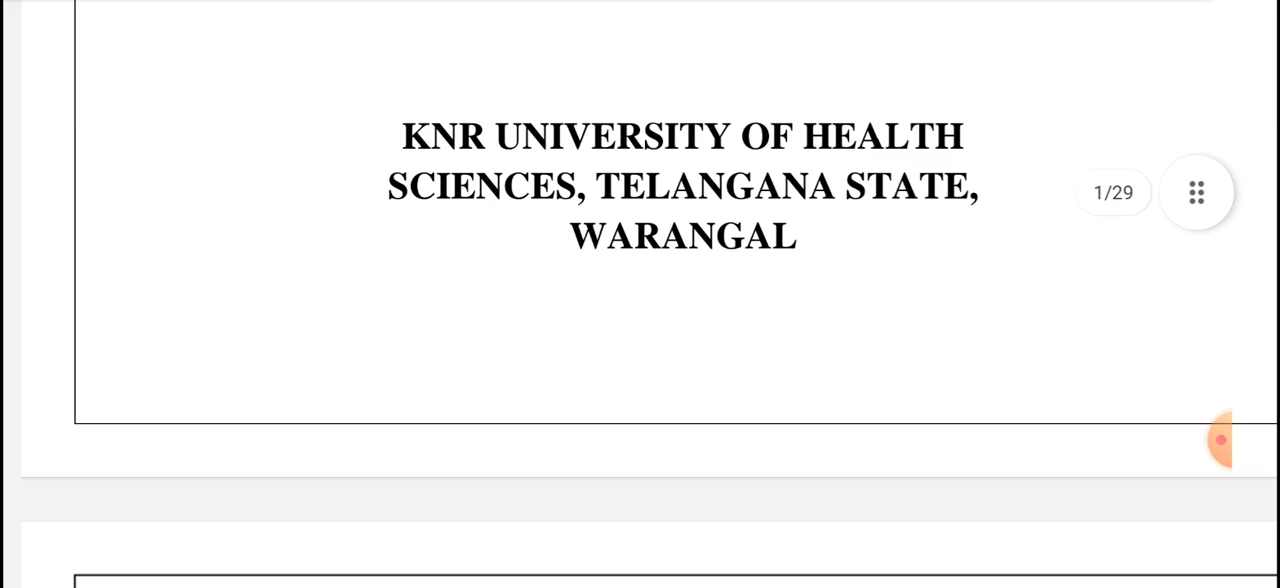 KNR UNIVERSITY OF HEALTH
SCIENCES, TELANGANA STATE,
WARANGAL
1/29